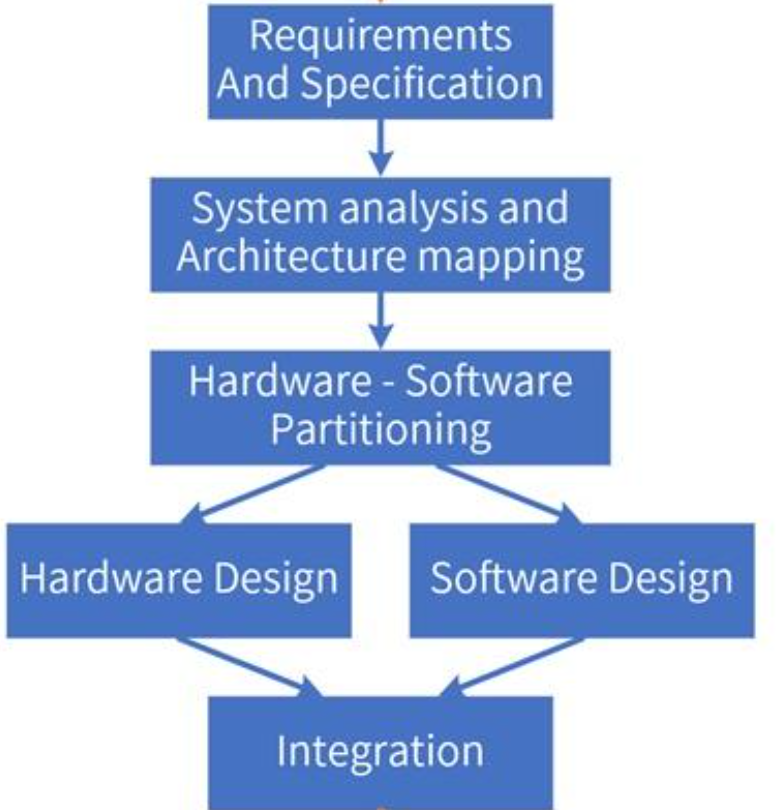 Requirements
And Specification
System analysis and
Architecture mapping
Hardware - Software
Partitioning
Hardware Design
Software Design
Integration